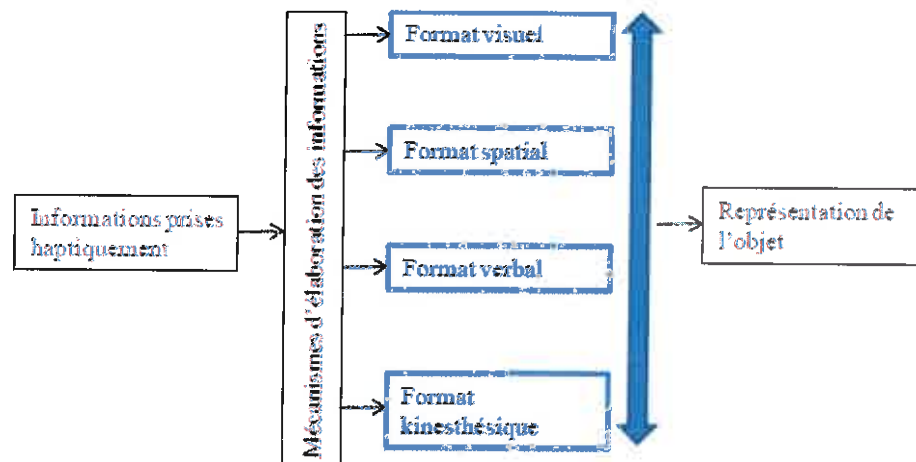 Informations prises
haptiquement
Mécanismes d'élaboration des informations
Format visuel
Format spatial
Format verbal
Format
kinesthésique
Représentation de
l'objet